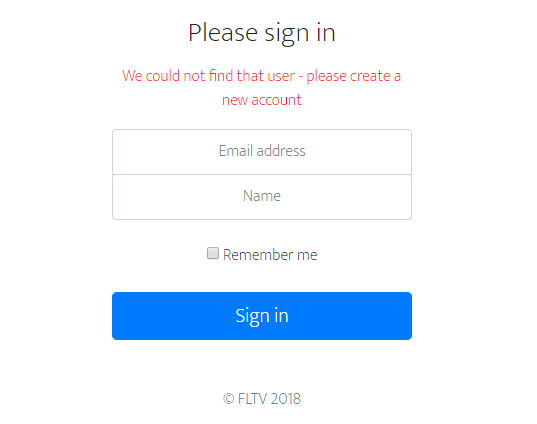 Please sign in
We could not find that user - please create a
new account
Email address
Name
Remember me
Sign in
© FLTV 2018